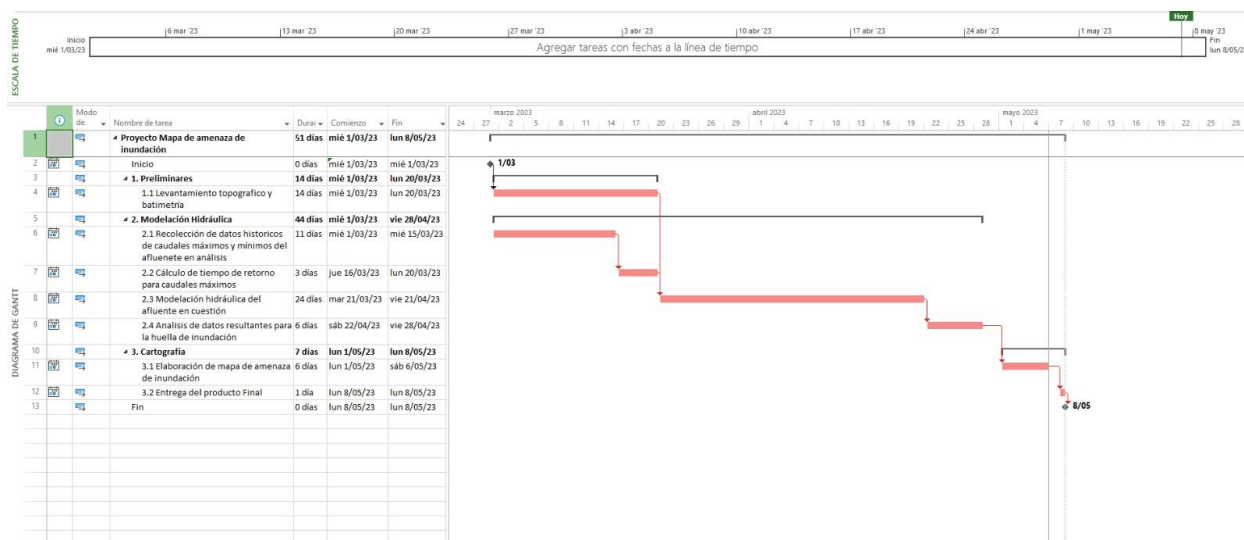 ESCALA DE TIEMPO
Hoy
6 mar '23 13 mar '23 20 mar '23 27 mar '23 3 abr '23 10 abr '23 17 abr '23 24 abr '23 1 may '23 8 may '23
Inicio
mié 1/03/23
Agregar tareas con fechas a la línea de tiempo
Fin
lun 8/05/2
DIAGRAMA DE GANTT
Modo de Nombre de tarea Durac Comienzo Fin
marzo 2023 abril 2023 mayo 2023
24 27 2 5 8 11 14 17 20 23 26 29 1 4 7 10 13 16 19 22 25 28 1 4 7 10 13 16 19 22 25 28
1 Proyecto Mapa de amenaza de 51 días mié 1/03/23 lun 8/05/23
inundación
2 Inicio 0 días mié 1/03/23 mié 1/03/23 1/03
3 1. Preliminares 14 días mié 1/03/23 lun 20/03/23
4 1.1 Levantamiento topografico y 14 días mié 1/03/23 lun 20/03/23
batimetría
5 2. Modelación Hidráulica 44 días mié 1/03/23 vie 28/04/23
6 2.1 Recolección de datos historicos 11 días mié 1/03/23 mié 15/03/23
de caudales máximos y mínimos del
afluenete en análisis
7 2.2 Cálculo de tiempo de retorno 3 días jue 16/03/23 lun 20/03/23
para caudales máximos
8 2.3 Modelación hidráulica del 24 días mar 21/03/23 vie 21/04/23
afluente en cuestión
9 2.4 Analisis de datos resultantes para 6 días sáb 22/04/23 vie 28/04/23
la huella de inundación
10 3. Cartografía 7 días lun 1/05/23 lun 8/05/23
11 3.1 Elaboración de mapa de amenaza 6 días lun 1/05/23 sáb 6/05/23
de inundación
12 3.2 Entrega del producto Final 1 día lun 8/05/23 lun 8/05/23
13 Fin 0 días lun 8/05/23 lun 8/05/23 8/05